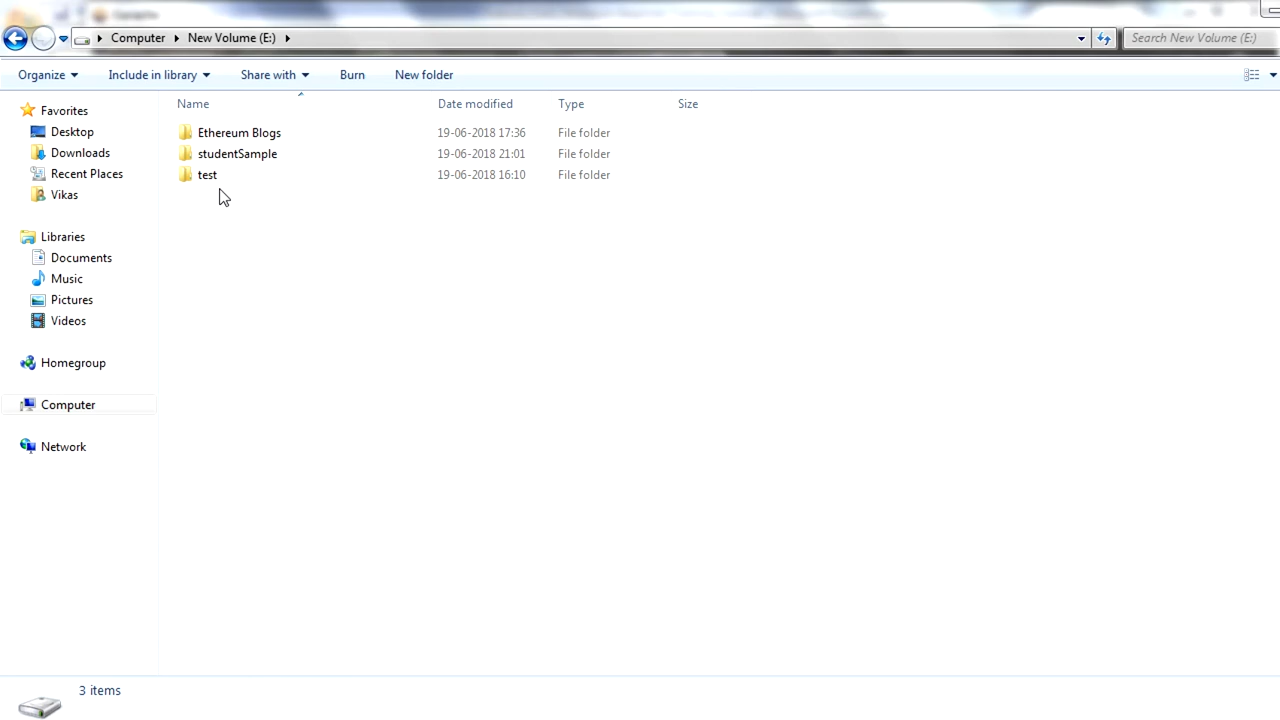 Computer New Volume (E:) Search New Volume (E:)
Organize Include in library Share with Burn New folder
Name Date modified Type Size
Favorites
Desktop
Downloads
Recent Places
Vikas
Libraries
Documents
Music
Pictures
Videos
Homegroup
Computer
Network
Ethereum Blogs 19-06-2018 17:36 File folder
studentSample 19-06-2018 21:01 File folder
test 19-06-2018 16:10 File folder
3 items